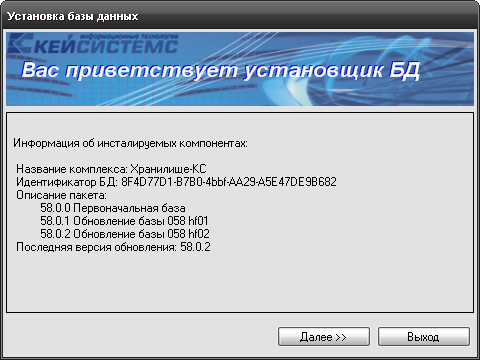 Установка базы данных
информационные технологии
КЕЙСИСТЕМС
Вас приветствует установщик БД
Информация об инсталируемых компонентах:
Название комплекса: Хранилище-КС
Идентификатор БД: 8F4D77D1-B7B0-4bbf-AA29-A5E47DE9B682
Описание пакета:
58.0.0 Первоначальная база
58.0.1 Обновление базы 058 hf01
58.0.2 Обновление базы 058 hf02
Последняя версия обновления: 58.0.2
Далее >>
Выход